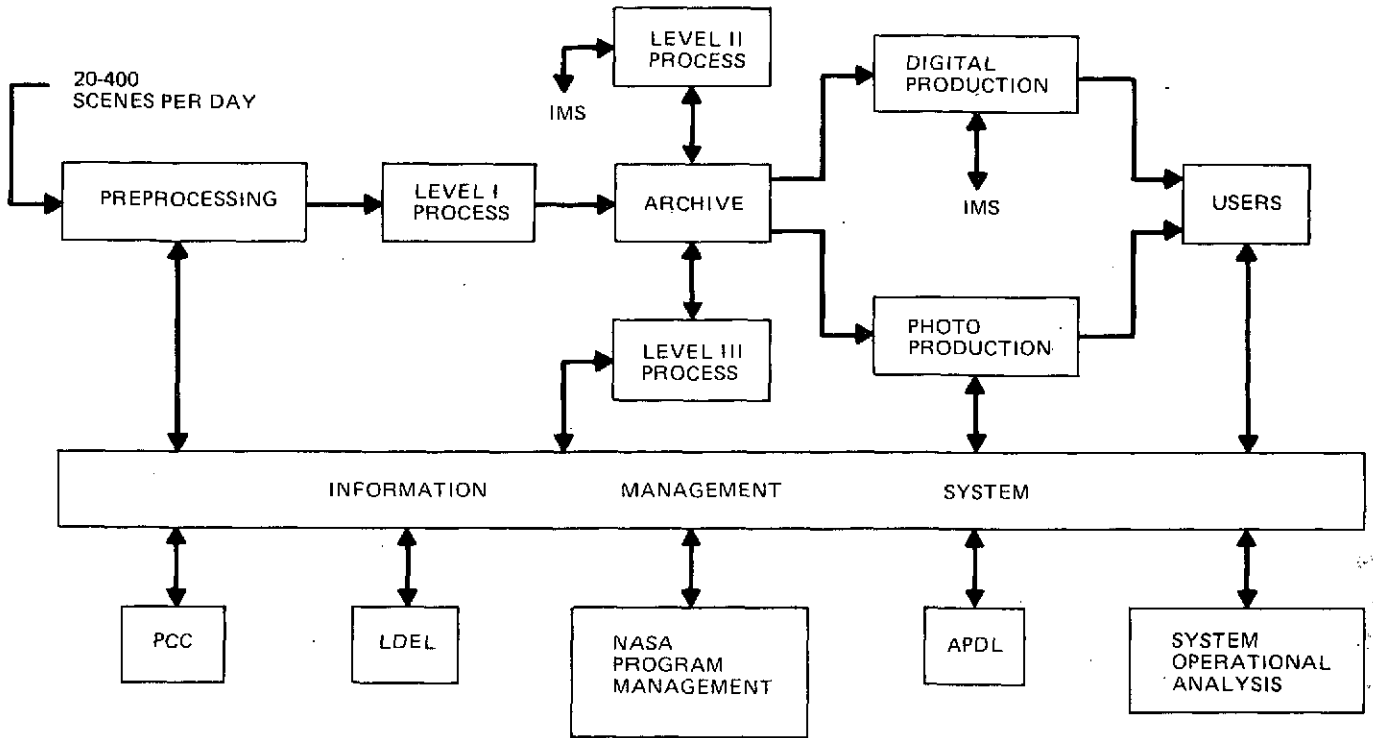 20-400
SCENES PER DAY
LEVEL II
PROCESS
IMS
DIGITAL
PRODUCTION
PREPROCESSING
LEVEL I
PROCESS
ARCHIVE
IMS
USERS
LEVEL III
PROCESS
PHOTO
PRODUCTION
INFORMATION MANAGEMENT SYSTEM
PCC
LDEL
NASA
PROGRAM
MANAGEMENT
APDL
SYSTEM
OPERATIONAL
ANALYSIS